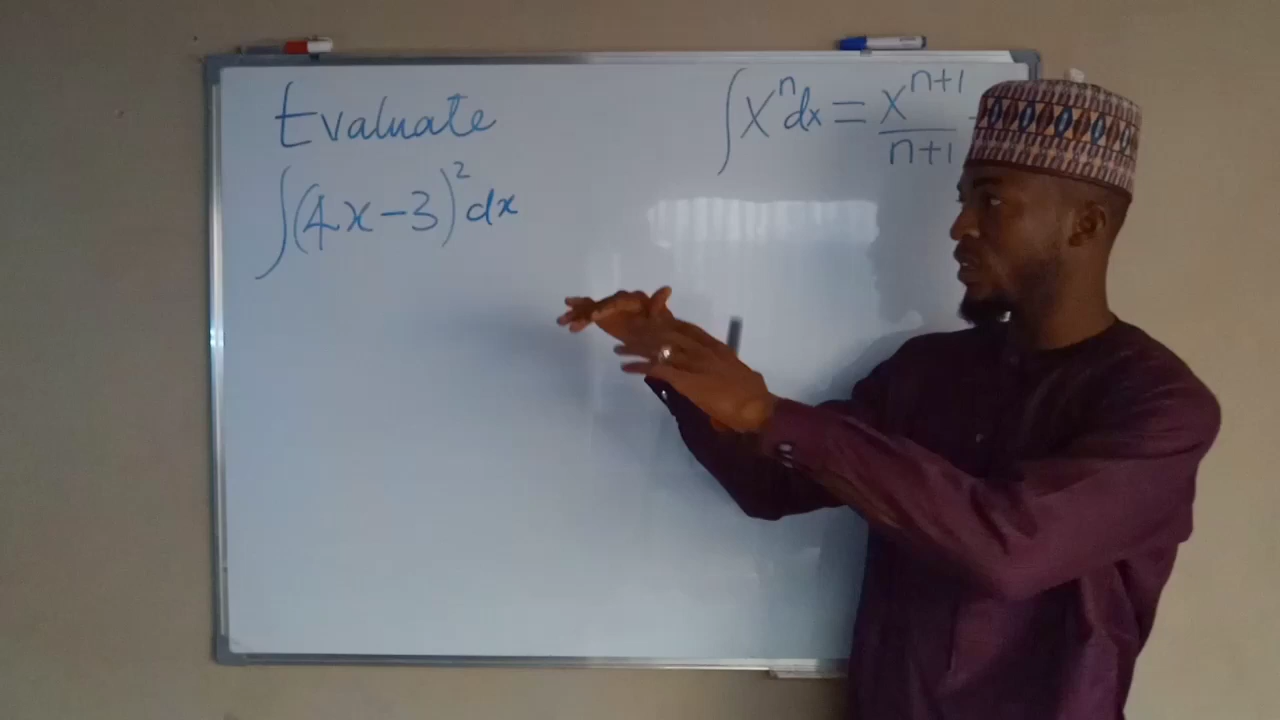 Evaluate
∫(4x-3)²dx
∫xⁿdx = xⁿ⁺¹/n+1